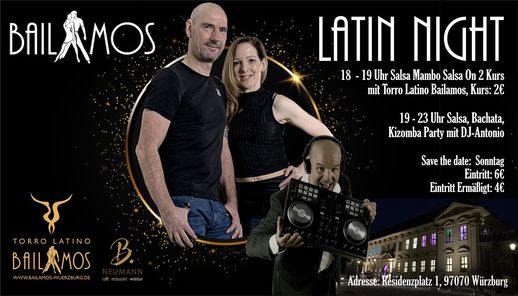 BAILAMOS
LATIN NIGHT
18 - 19 Uhr Salsa Mambo Salsa On 2 Kurs
mit Torro Latino Bailamos, Kurs: 2€
19 - 23 Uhr Salsa, Bachata,
Kizomba Party mit DJ-Antonio
Save the date: Sonntag
Eintritt: 6€
Eintritt Ermäßigt: 4€
TORRO LATINO
BAILAMOS
WWW.BAILAMOS-WUERZBURG.DE
B.
NEUMANN
café
Adresse: Residenzplatz 1, 97070 Würzburg